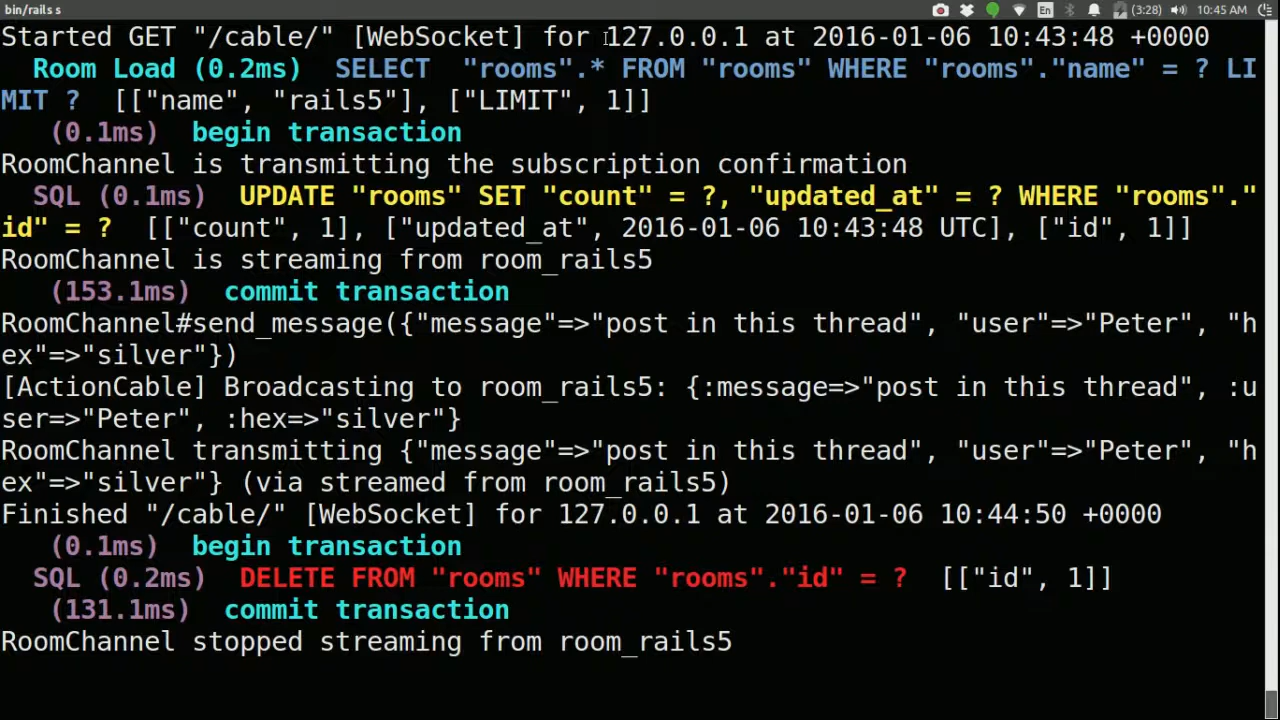 bin/rails s
En
(3:28)
10:45 AM
Started GET "/cable/" [WebSocket] for 127.0.0.1 at 2016-01-06 10:43:48 +0000
Room Load (0.2ms)  SELECT  "rooms".* FROM "rooms" WHERE "rooms"."name" = ? LI
MIT ?  [["name", "rails5"], ["LIMIT", 1]]
(0.1ms)  begin transaction
RoomChannel is transmitting the subscription confirmation
SQL (0.1ms)  UPDATE "rooms" SET "count" = ?, "updated_at" = ? WHERE "rooms"."
id" = ?  [["count", 1], ["updated_at", 2016-01-06 10:43:48 UTC], ["id", 1]]
RoomChannel is streaming from room_rails5
(153.1ms)  commit transaction
RoomChannel#send_message({"message"=>"post in this thread", "user"=>"Peter", "h
ex"=>"silver"})
[ActionCable] Broadcasting to room_rails5: {:message=>"post in this thread", :u
ser=>"Peter", :hex=>"silver"}
RoomChannel transmitting {"message"=>"post in this thread", "user"=>"Peter", "h
ex"=>"silver"} (via streamed from room_rails5)
Finished "/cable/" [WebSocket] for 127.0.0.1 at 2016-01-06 10:44:50 +0000
(0.1ms)  begin transaction
SQL (0.2ms)  DELETE FROM "rooms" WHERE "rooms"."id" = ?  [["id", 1]]
(131.1ms)  commit transaction
RoomChannel stopped streaming from room_rails5